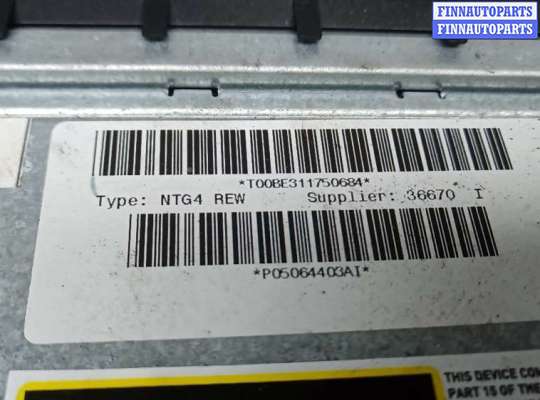 FINNAUTOPARTS
FINNAUTOPARTS
*T00BE311750684*
Type: NTG4 REW Supplier: 36670 I
*P05064403AI*
THIS DEVICE COM
PART 15 OF THE